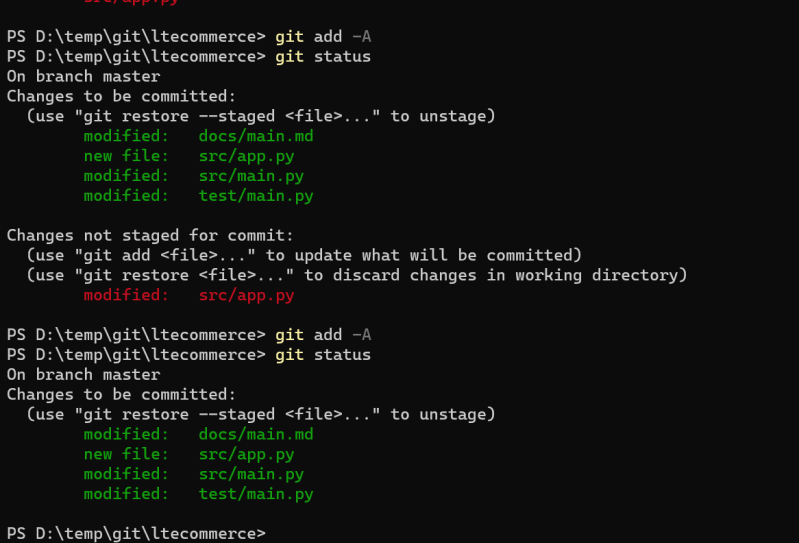 src/app.py
PS D:\temp\git\ltecommerce> git add -A
PS D:\temp\git\ltecommerce> git status
On branch master
Changes to be committed:
  (use "git restore --staged <file>..." to unstage)
        modified:   docs/main.md
        new file:   src/app.py
        modified:   src/main.py
        modified:   test/main.py

Changes not staged for commit:
  (use "git add <file>..." to update what will be committed)
  (use "git restore <file>..." to discard changes in working directory)
        modified:   src/app.py

PS D:\temp\git\ltecommerce> git add -A
PS D:\temp\git\ltecommerce> git status
On branch master
Changes to be committed:
  (use "git restore --staged <file>..." to unstage)
        modified:   docs/main.md
        new file:   src/app.py
        modified:   src/main.py
        modified:   test/main.py

PS D:\temp\git\ltecommerce>